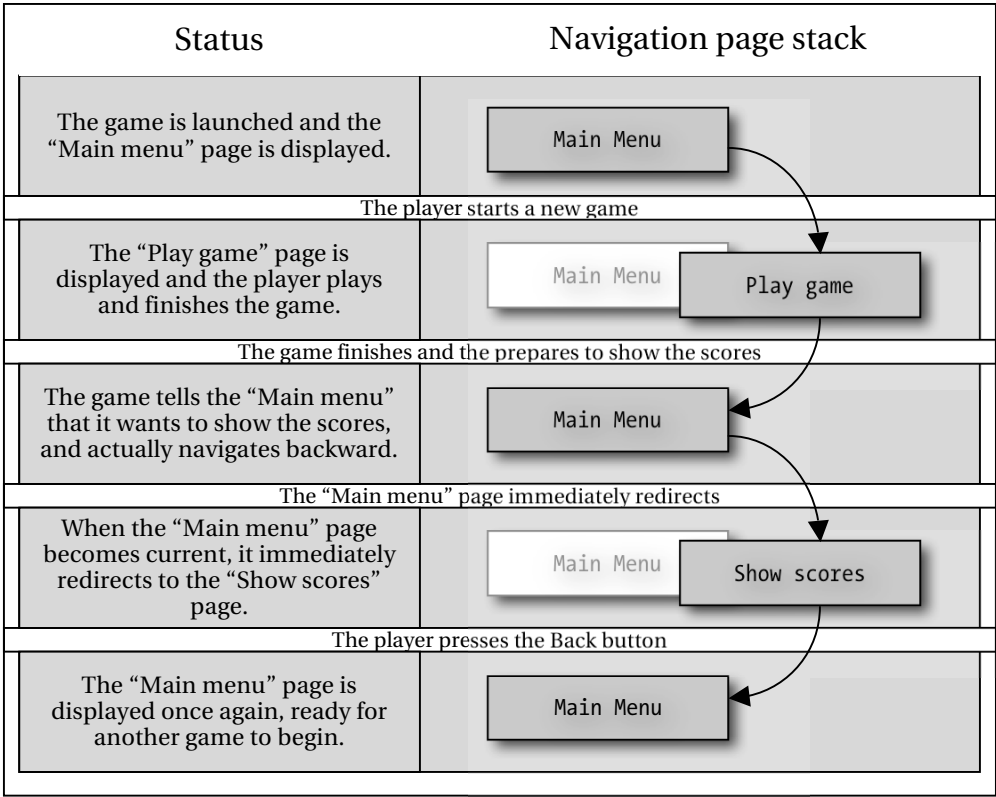 Status
Navigation page stack
The game is launched and the
“Main menu” page is displayed.
Main Menu
The player starts a new game
The “Play game” page is
displayed and the player plays
and finishes the game.
Main Menu
Play game
The game finishes and the prepares to show the scores
The game tells the “Main menu”
that it wants to show the scores,
and actually navigates backward.
Main Menu
The “Main menu” page immediately redirects
When the “Main menu” page
becomes current, it immediately
redirects to the “Show scores”
page.
Main Menu
Show scores
The player presses the Back button
The “Main menu” page is
displayed once again, ready for
another game to begin.
Main Menu